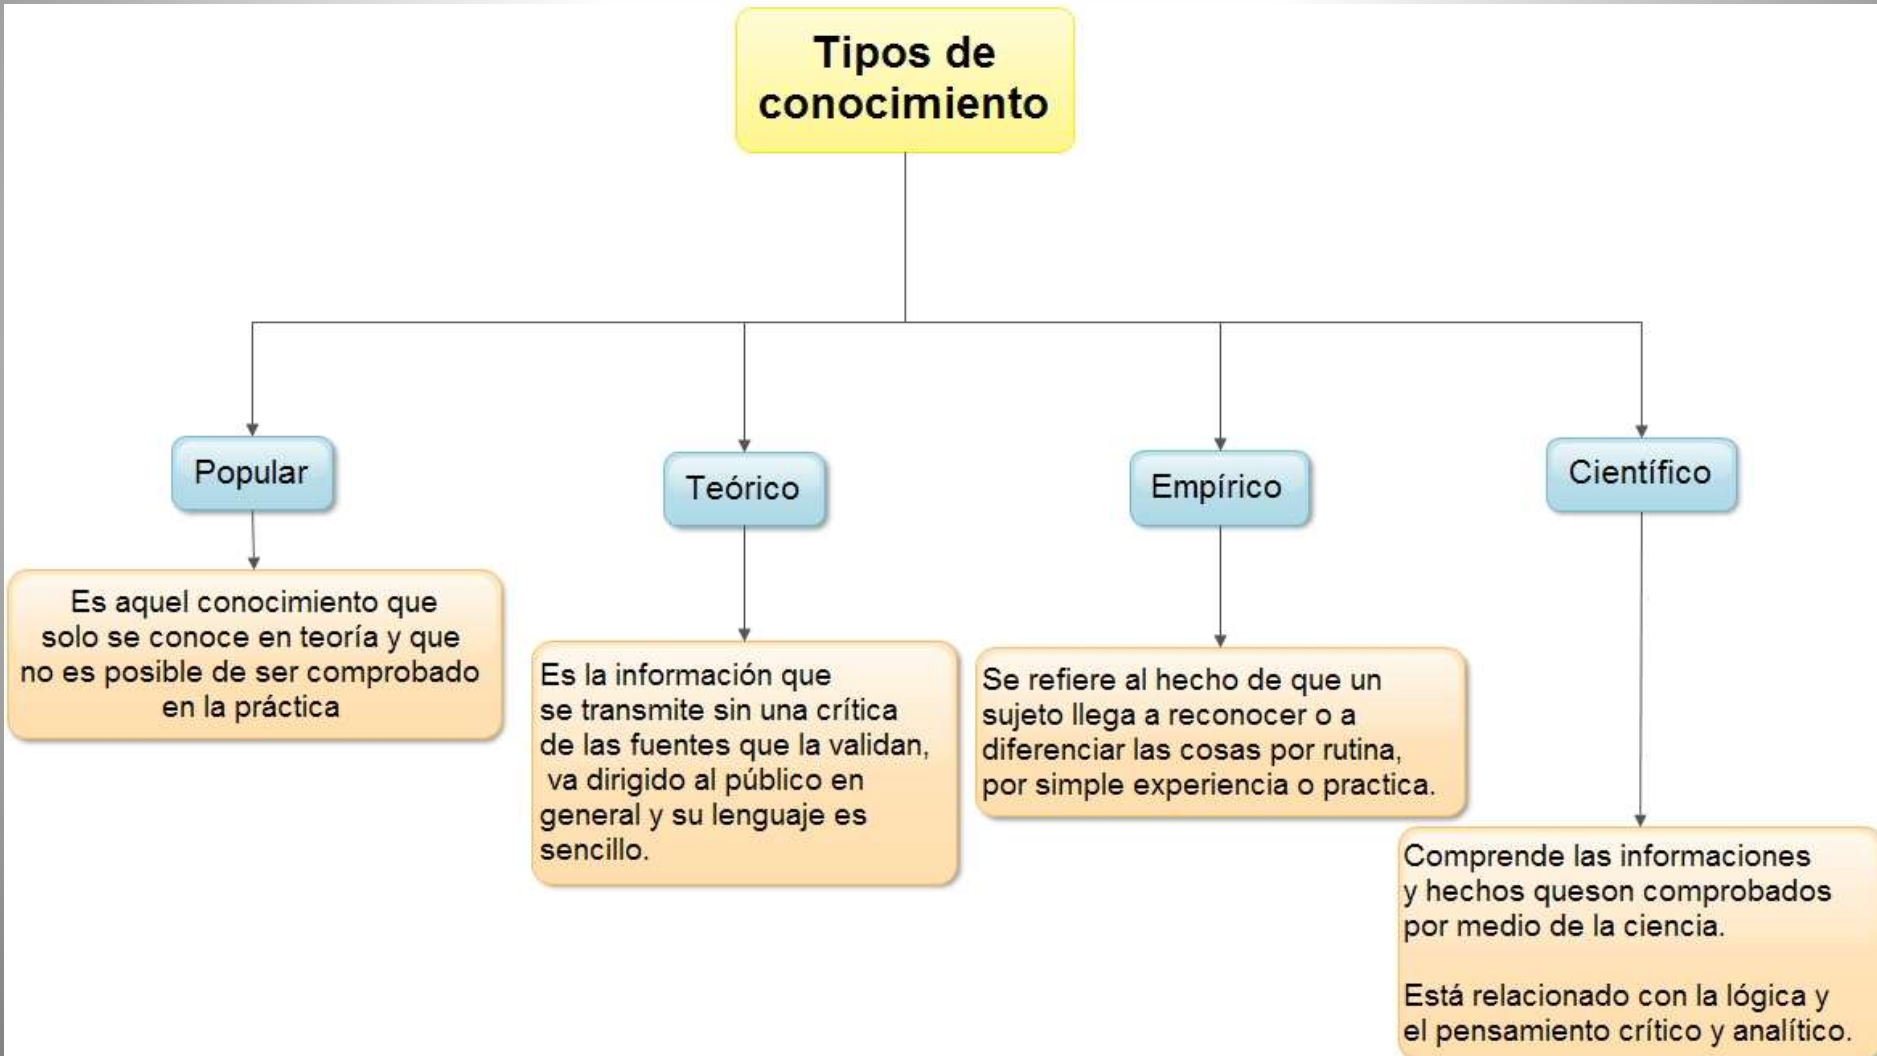 Tipos de
conocimiento
Popular
Es aquel conocimiento que
solo se conoce en teoría y que
no es posible de ser comprobado
en la práctica
Teórico
Es la información que
se transmite sin una crítica
de las fuentes que la validan,
va dirigido al público en
general y su lenguaje es
sencillo.
Empírico
Se refiere al hecho de que un
sujeto llega a reconocer o a
diferenciar las cosas por rutina,
por simple experiencia o practica.
Científico
Comprende las informaciones
y hechos queson comprobados
por medio de la ciencia.
Está relacionado con la lógica y
el pensamiento crítico y analítico.